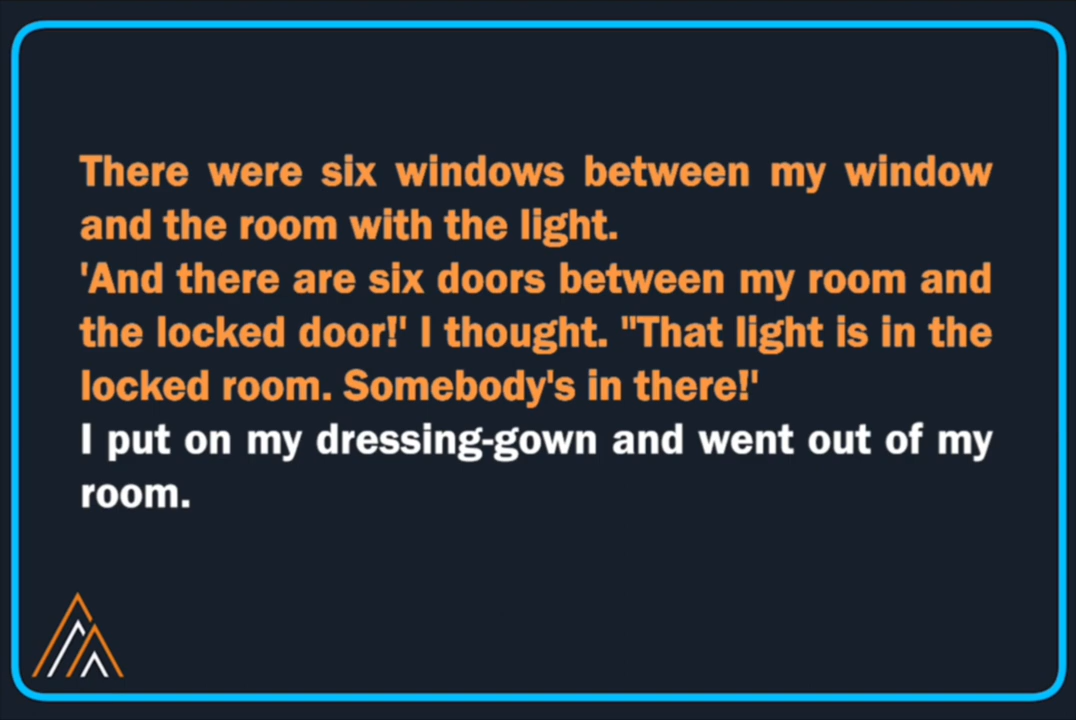 There were six windows between my window
and the room with the light.
'And there are six doors between my room and
the locked door!' I thought. "That light is in the
locked room. Somebody's in there!'
I put on my dressing-gown and went out of my
room.